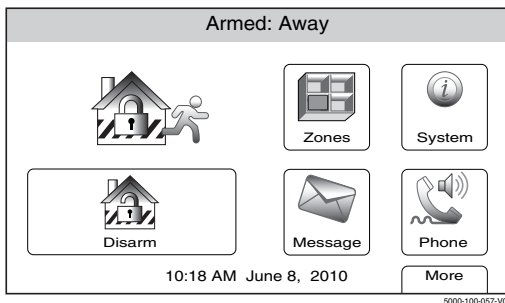 Armed: Away
Zones
System
Disarm
Message
Phone
10:18 AM June 8, 2010
More
5000-100-057-V0